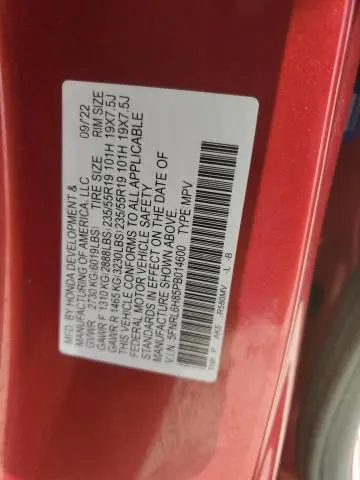 MFD. BY HONDA DEVELOPMENT & 09/22
MANUFACTURING OF AMERICA, LLC
GVWR 2730 KG/6019LBS TIRE SIZE RIM SIZE
GAWR F 1310 KG/2888LBS 235/55R19 101H 19X7.5J
GAWR R 1465 KG/3230LBS 235/55R19 101H 19X7.5J
THIS VEHICLE CONFORMS TO ALL APPLICABLE
FEDERAL MOTOR VEHICLE SAFETY
STANDARDS IN EFFECT ON THE DATE OF
MANUFACTURE SHOWN ABOVE.
V.I.N. 5FNRL6H85PB014600 TYPE MPV
R580MV -L -B